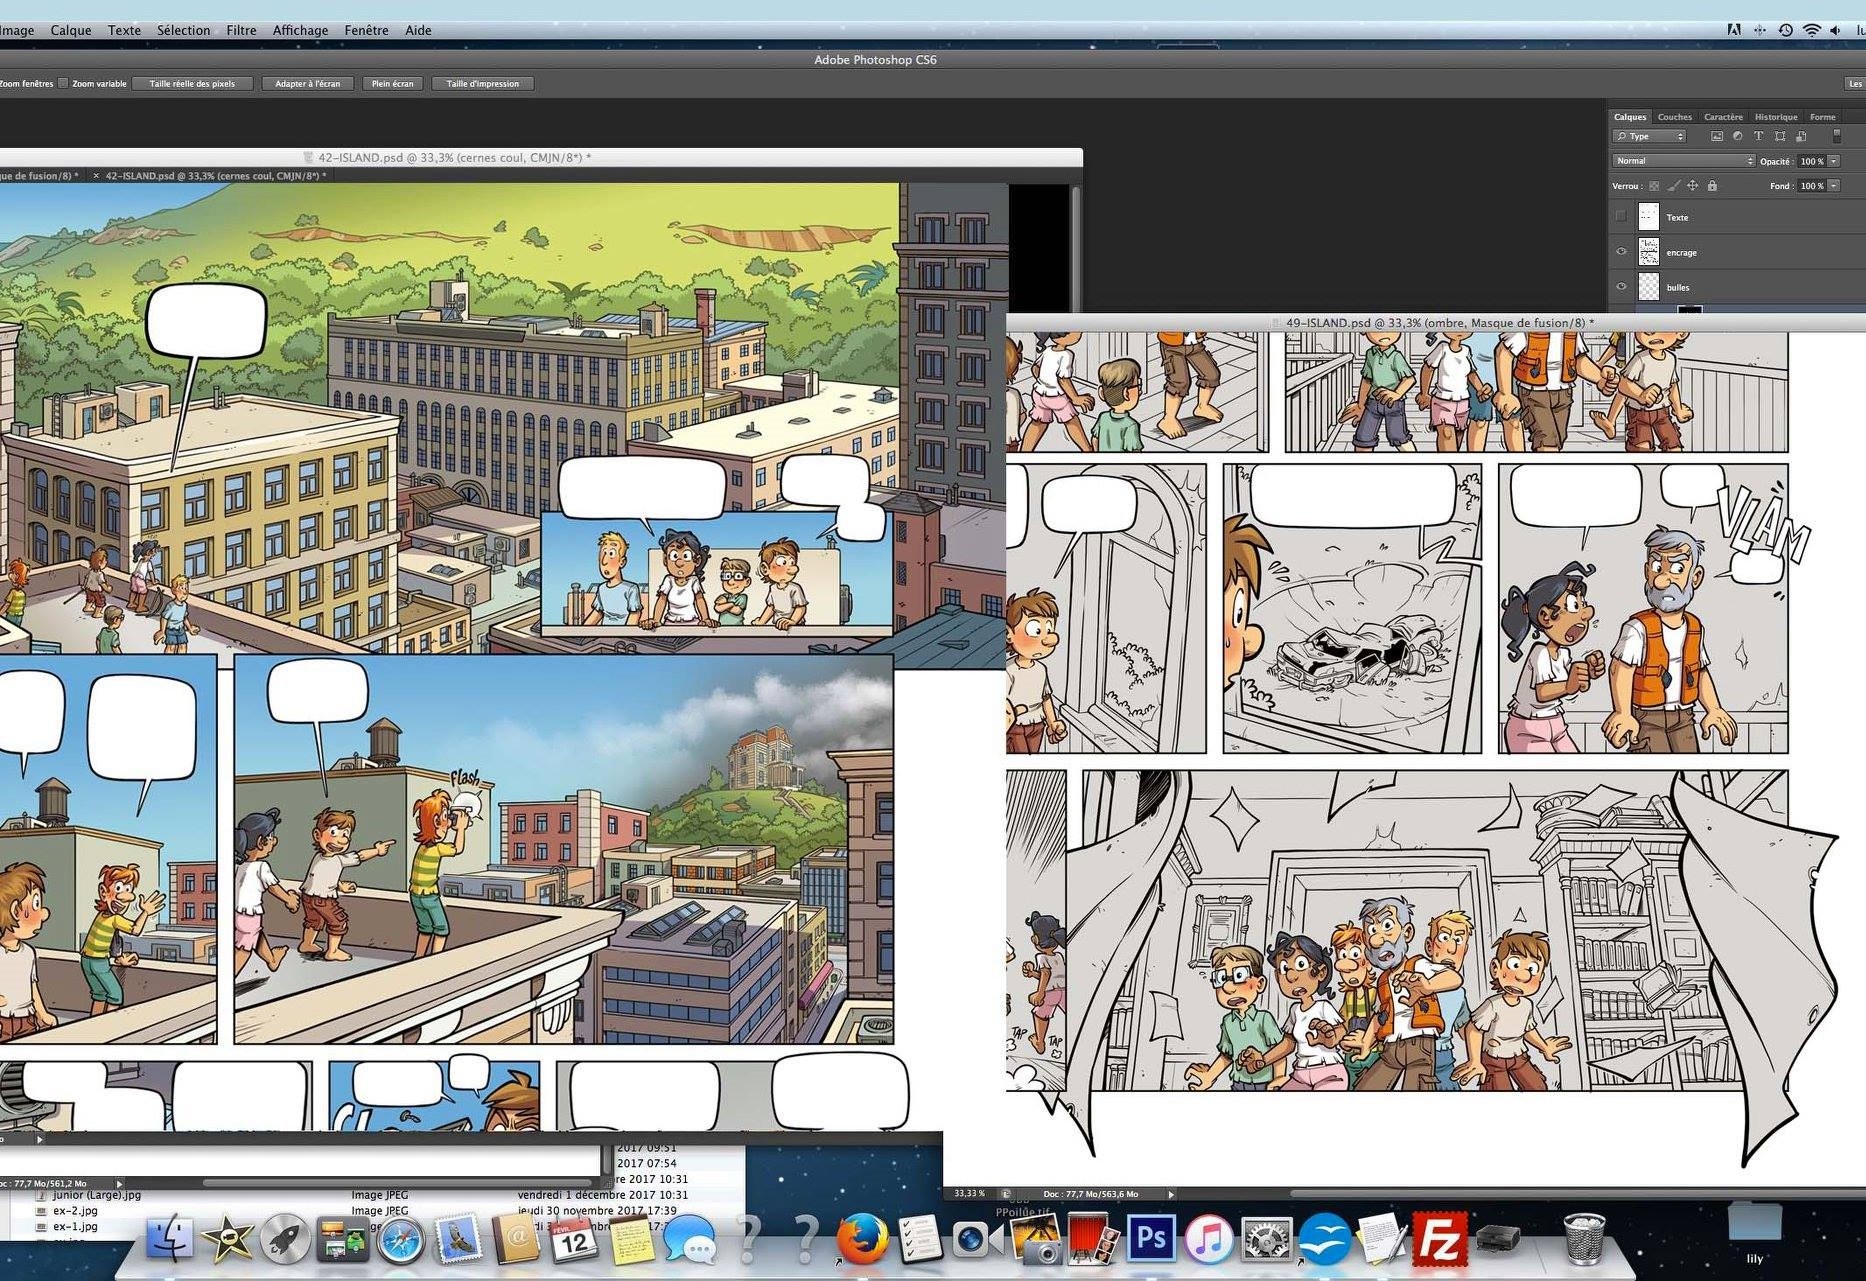 Image Calque Texte Sélection Filtre Affichage Fenêtre Aide
Adobe Photoshop CS6
Zoom fenêtres Zoom variable Taille réelle des pixels Adapter à l'écran Plein écran Taille d'impression
Les
Calques Couches Caractère Historique Forme
Type
Normal Opacité : 100 %
Verrou : Fond : 100 %
Texte
encrage
bulles
42-ISLAND.psd @ 33,3% (cernes coul, CMJN/8*) *
que de fusion/8) * × 42-ISLAND.psd @ 33,3% (cernes coul, CMJN/8*) *
flash
49-ISLAND.psd @ 33,3% (ombre, Masque de fusion/8) *
VLAM
TAP
TAP
2017 09:51
2017 07:54
re 2017 10:31
oc : 77,7 Mo/561,2 Mo
junior (Large).jpg Image JPEG vendredi 1 décembre 2017 10:31
ex-2.jpg Image JPEG jeudi 30 novembre 2017 17:39
ex-1.jpg
33,33 % Doc : 77,7 Mo/563,6 Mo
PPoilûe.tif
FÉVR.
12
Ps
Fz
lily